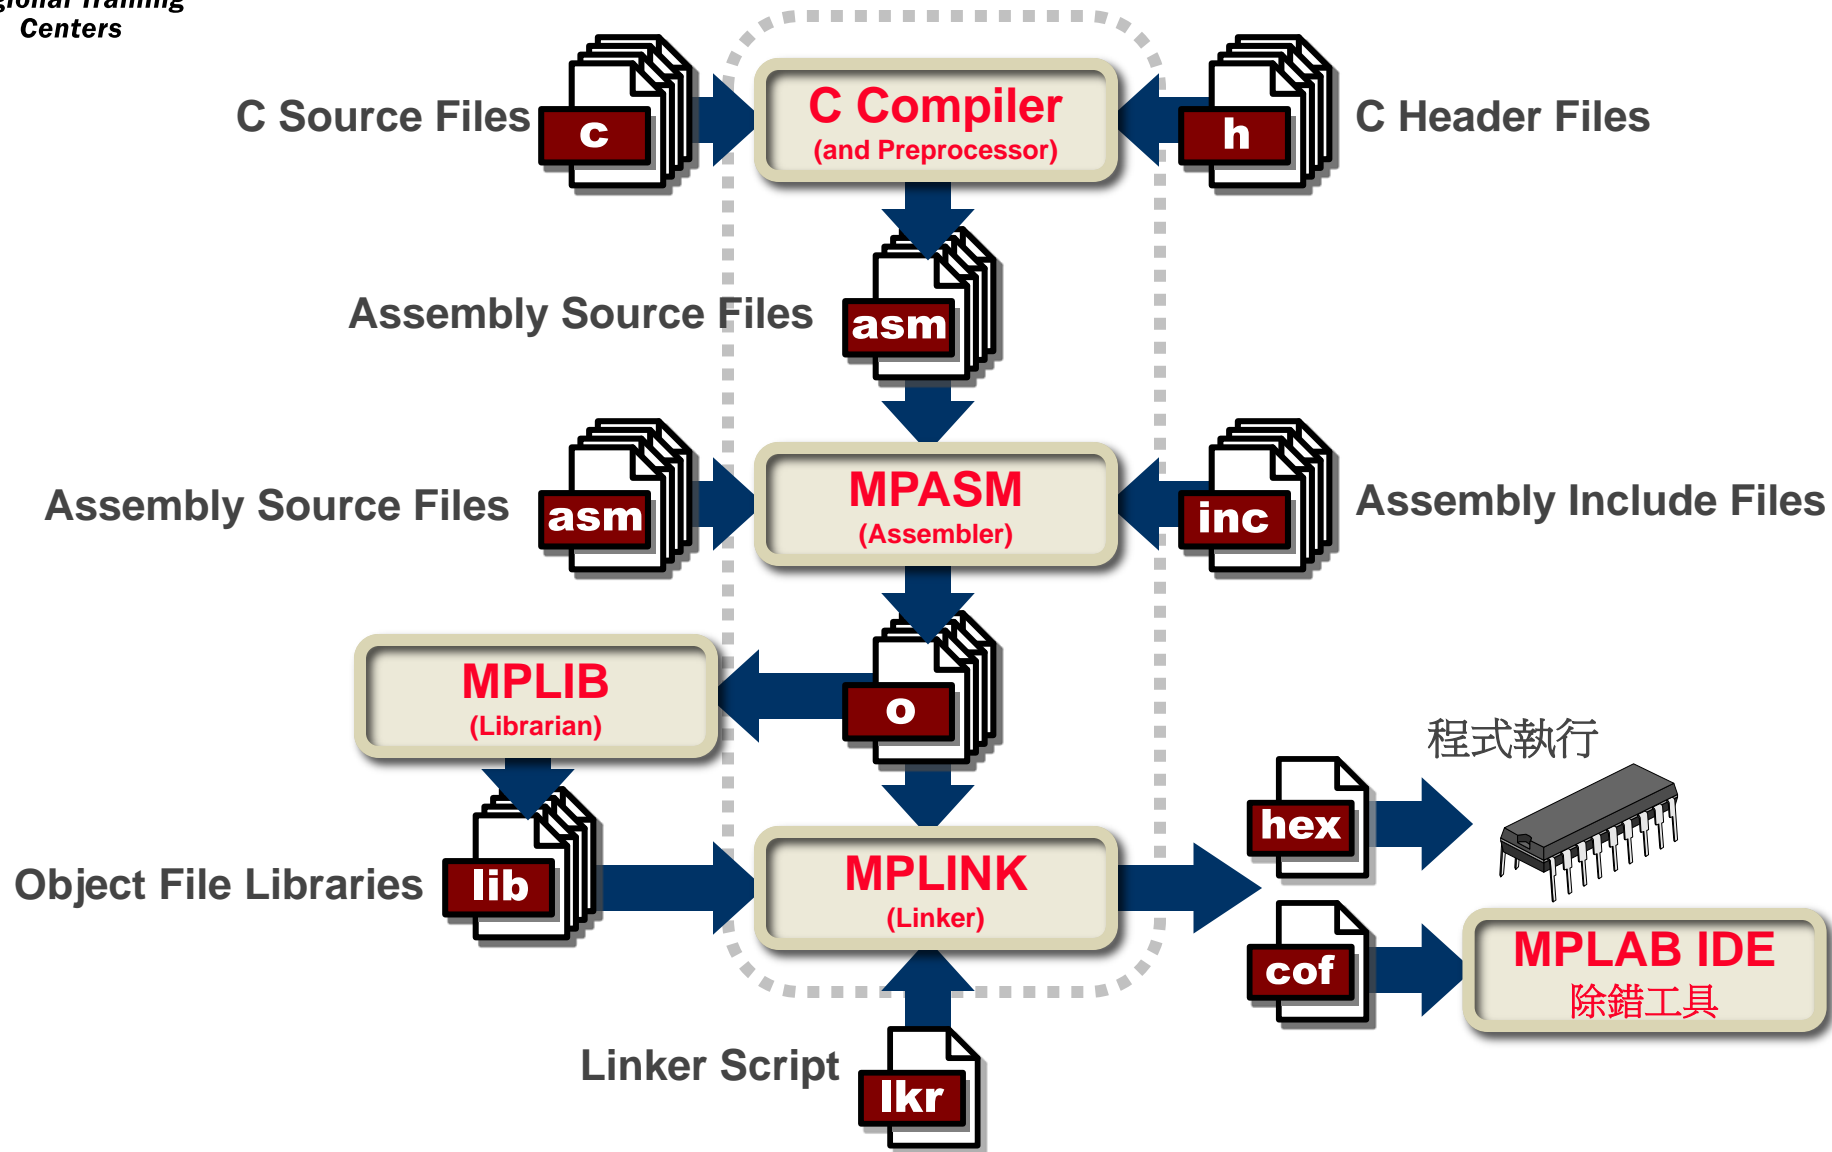 Centers
C Source Files
c
C Compiler
(and Preprocessor)
h
C Header Files
Assembly Source Files
asm
Assembly Source Files
asm
MPASM
(Assembler)
inc
Assembly Include Files
MPLIB
(Librarian)
o
程式執行
hex
Object File Libraries
lib
MPLINK
(Linker)
cof
MPLAB IDE
除錯工具
Linker Script
lkr